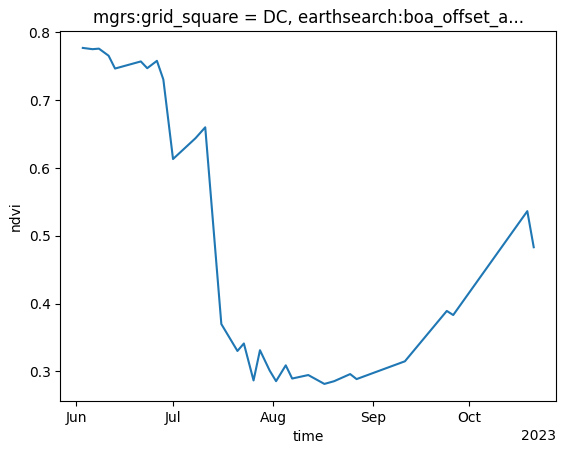 mgrs:grid_square = DC, earthsearch:boa_offset_a...
0.8
0.7
0.6
0.5
0.4
0.3
ndvi
Jun Jul Aug Sep Oct
time
2023